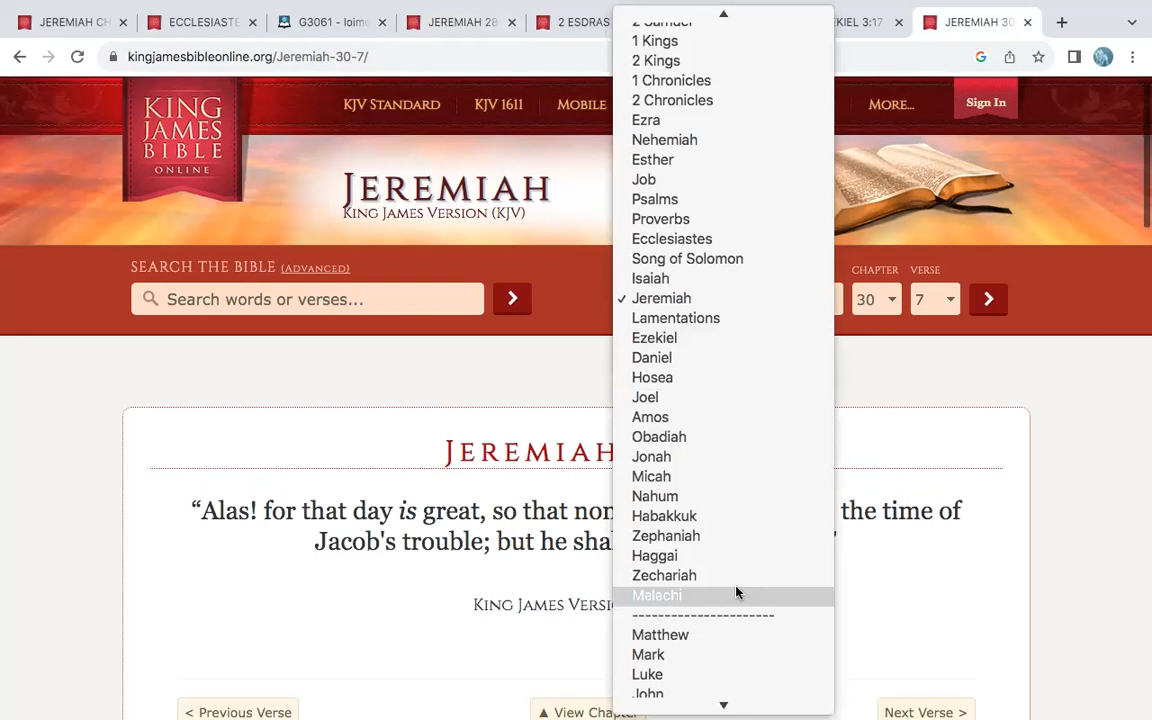 JEREMIAH CH
ECCLESIASTE
G3061 - loimo
JEREMIAH 28
2 ESDRAS
EKIEL 3:17
JEREMIAH 30
kingjamesbibleonline.org/Jeremiah-30-7/
KING
JAMES
BIBLE
ONLINE
KJV STANDARD
KJV 1611
MOBILE
MORE...
Sign In
JEREMIAH
KING JAMES VERSION (KJV)
SEARCH THE BIBLE (ADVANCED)
Search words or verses...
CHAPTER
VERSE
30
7
2 Samuel
1 Kings
2 Kings
1 Chronicles
2 Chronicles
Ezra
Nehemiah
Esther
Job
Psalms
Proverbs
Ecclesiastes
Song of Solomon
Isaiah
✓ Jeremiah
Lamentations
Ezekiel
Daniel
Hosea
Joel
Amos
Obadiah
Jonah
Micah
Nahum
Habakkuk
Zephaniah
Haggai
Zechariah
Malachi
-----------------------
Matthew
Mark
Luke
John
JEREMIAH
“Alas! for that day is great, so that non the time of
Jacob's trouble; but he sha
KING JAMES VERSI
< Previous Verse
▲ View Chapt
Next Verse >